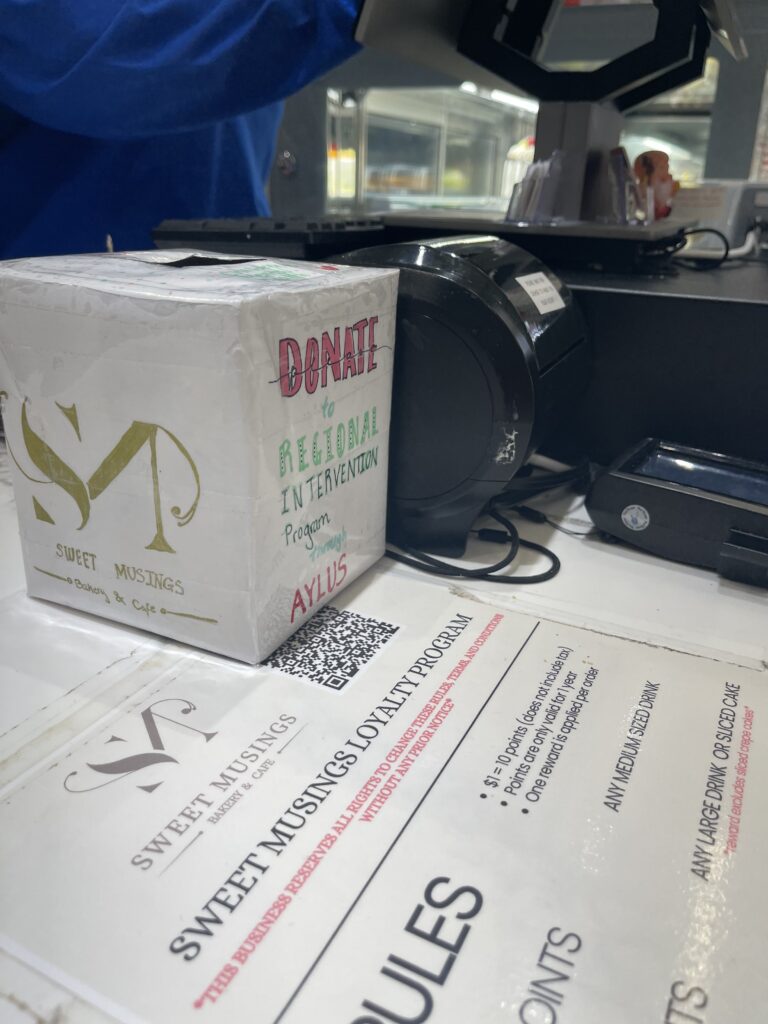 DONATE
please
to
REGIONAL
INTERVENTION
Program
through
AYLUS
SM
SWEET MUSINGS
Bakery & Cafe
SM
SWEET MUSINGS
BAKERY & CAFE
SWEET MUSINGS LOYALTY PROGRAM
*THIS BUSINESS RESERVES ALL RIGHTS TO CHANGE THESE RULES, TERMS, AND CONDITIONS
WITHOUT ANY PRIOR NOTICE*
RULES
• $1 = 10 points (does not include tax)
• Points are only valid for 1 year
• One reward is applied per order
OINTS
ANY MEDIUM SIZED DRINK
TS
ANY LARGE DRINK OR SLICED CAKE
*reward excludes sliced crepe cakes*